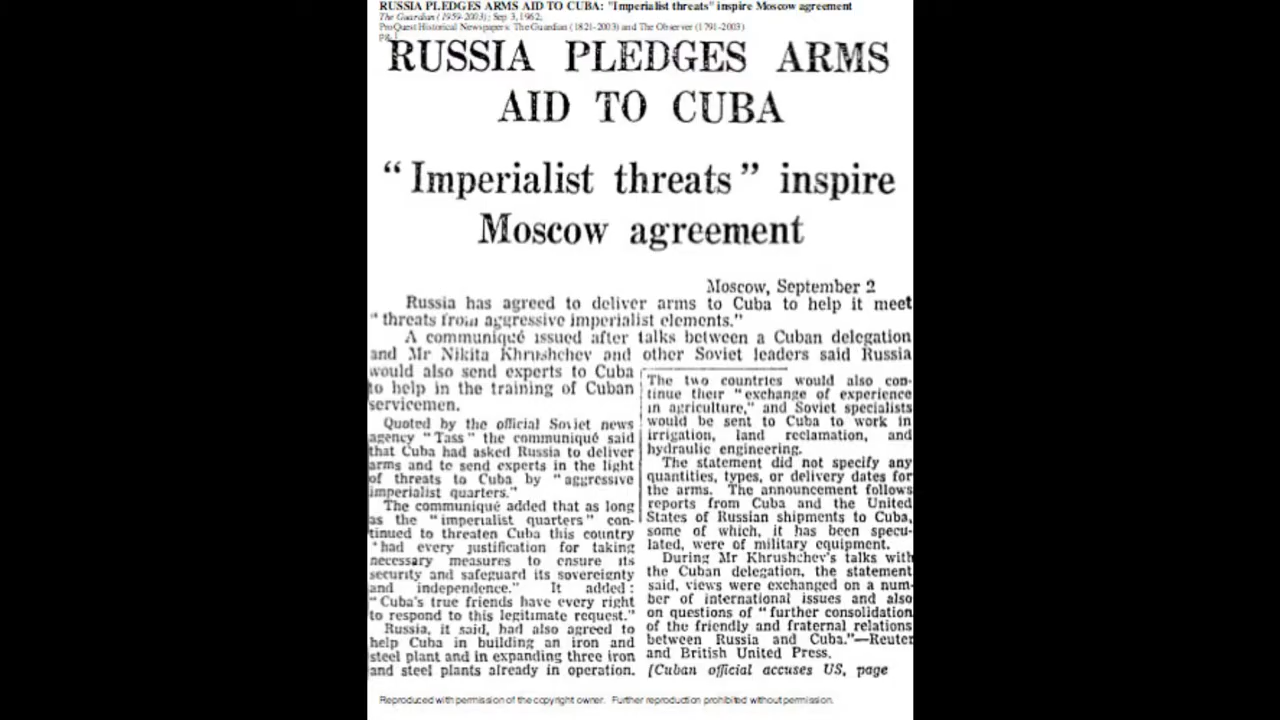 RUSSIA PLEDGES ARMS AID TO CUBA: "Imperialist threats" inspire Moscow agreement
The Guardian (1959-2003); Sep 3, 1962;
ProQuest Historical Newspapers: The Guardian (1821-2003) and The Observer (1791-2003)
pg. 1
RUSSIA PLEDGES ARMS
AID TO CUBA
“Imperialist threats” inspire
Moscow agreement
Moscow, September 2
Russia has agreed to deliver arms to Cuba to help it meet
“threats from aggressive imperialist elements.”
A communiqué issued after talks between a Cuban delegation
and Mr Nikita Khrushchev and other Soviet leaders said Russia
would also send experts to Cuba
to help in the training of Cuban
servicemen.
Quoted by the official Soviet news
agency “Tass” the communiqué said
that Cuba had asked Russia to deliver
arms and to send experts in the light
of threats to Cuba by “aggressive
imperialist quarters.”
The communiqué added that as long
as the “imperialist quarters” con-
tinued to threaten Cuba this country
“had every justification for taking
necessary measures to ensure its
security and safeguard its sovereignty
and independence.” It added:
“Cuba's true friends have every right
to respond to this legitimate request.”
Russia, it said, had also agreed to
help Cuba in building an iron and
steel plant and in expanding three iron
and steel plants already in operation.
The two countries would also con-
tinue their “exchange of experience
in agriculture,” and Soviet specialists
would be sent to Cuba to work in
irrigation, land reclamation, and
hydraulic engineering.
The statement did not specify any
quantities, types, or delivery dates for
the arms. The announcement follows
reports from Cuba and the United
States of Russian shipments to Cuba,
some of which, it has been specu-
lated, were of military equipment.
During Mr Khrushchev's talks with
the Cuban delegation, the statement
said, views were exchanged on a num-
ber of international issues and also
on questions of “further consolidation
of the friendly and fraternal relations
between Russia and Cuba.”—Reuter
and British United Press.
[Cuban official accuses US, page
Reproduced with permission of the copyright owner. Further reproduction prohibited without permission.